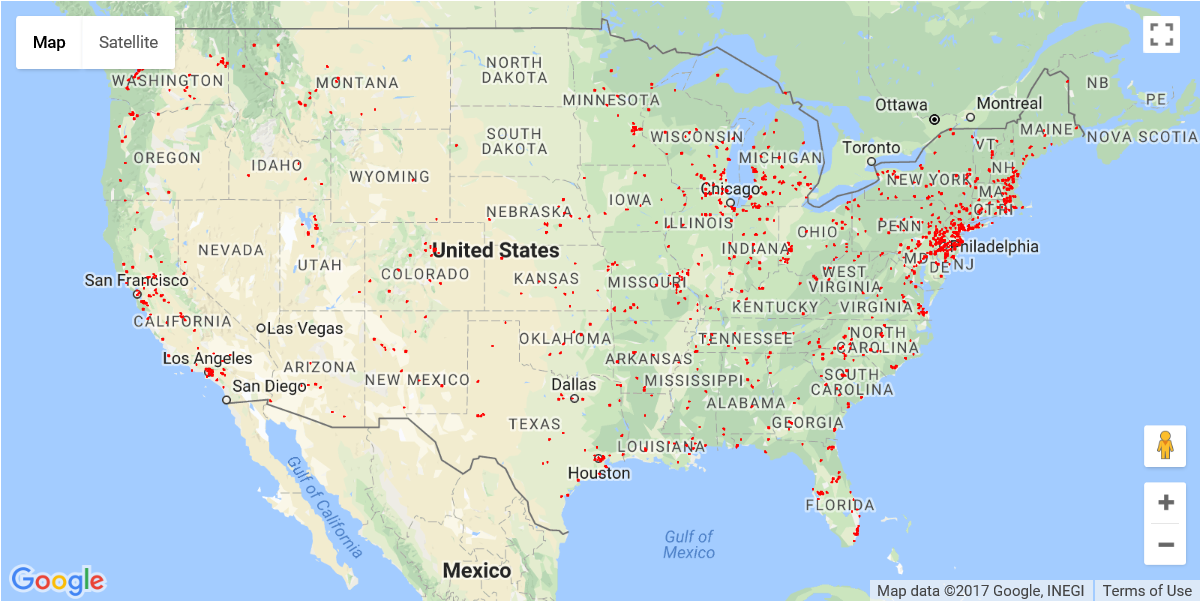 Map
Satellite
NORTH
DAKOTA
WASHINGTON
MONTANA
MINNESOTA
Ottawa
Montreal
NB
PE
MAINE
NOVA SCOTIA
SOUTH
DAKOTA
WISCONSIN
Toronto
VT
NH
OREGON
IDAHO
WYOMING
MICHIGAN
NEW YORK
MA
CT
RI
Chicago
IOWA
NEBRASKA
ILLINOIS
PENN
NEVADA
United States
INDIANA
OHIO
Philadelphia
MD
DE
NJ
UTAH
COLORADO
KANSAS
MISSOURI
WEST
VIRGINIA
San Francisco
KENTUCKY
VIRGINIA
CALIFORNIA
Las Vegas
OKLAHOMA
TENNESSEE
NORTH
CAROLINA
Los Angeles
ARIZONA
NEW MEXICO
ARKANSAS
SOUTH
CAROLINA
San Diego
Dallas
MISSISSIPPI
ALABAMA
TEXAS
GEORGIA
LOUISIANA
Houston
Gulf of California
FLORIDA
Gulf of
Mexico
Mexico
Google
Map data ©2017 Google, INEGI
Terms of Use